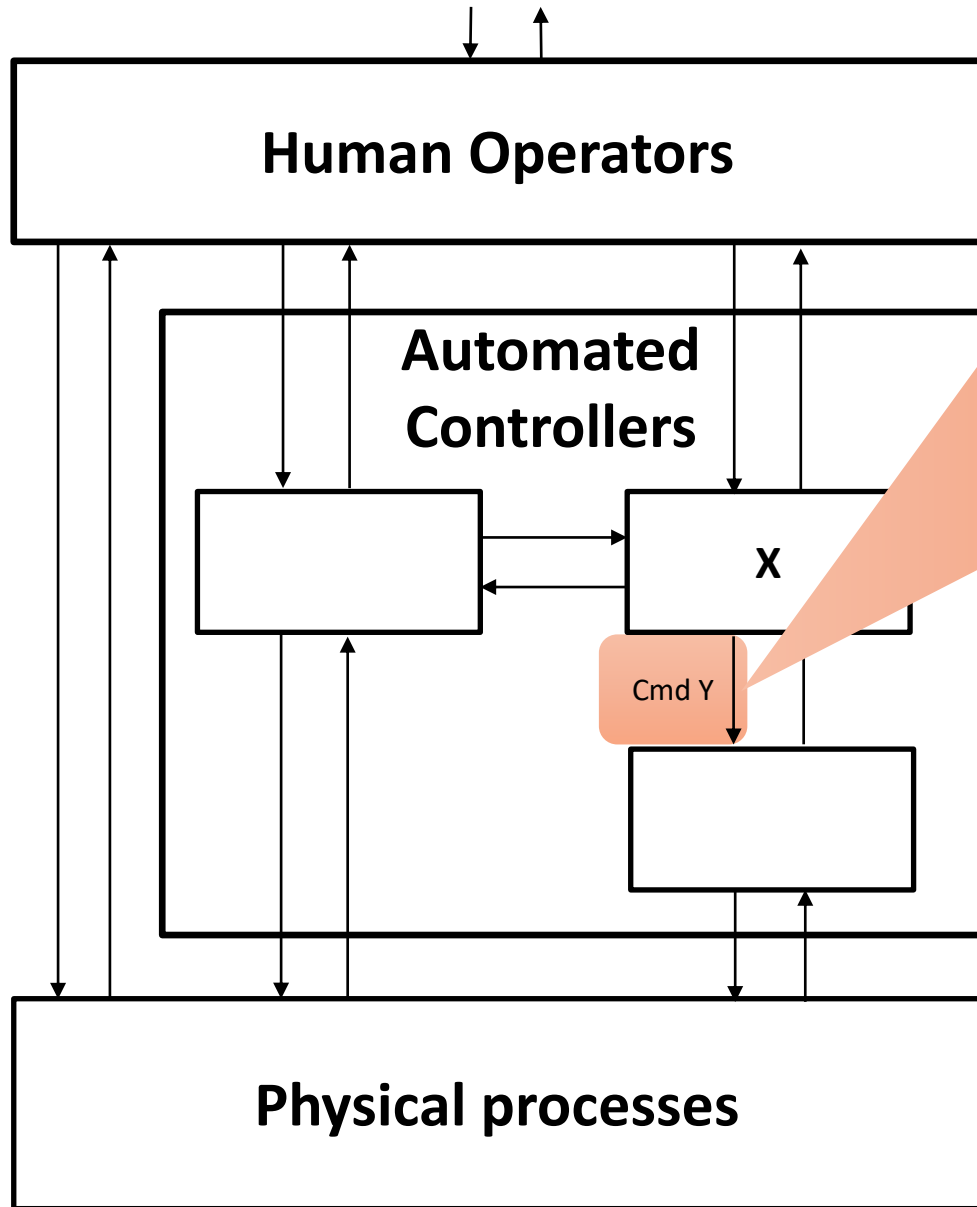 Human Operators
Automated
Controllers
X
Cmd Y
Physical processes